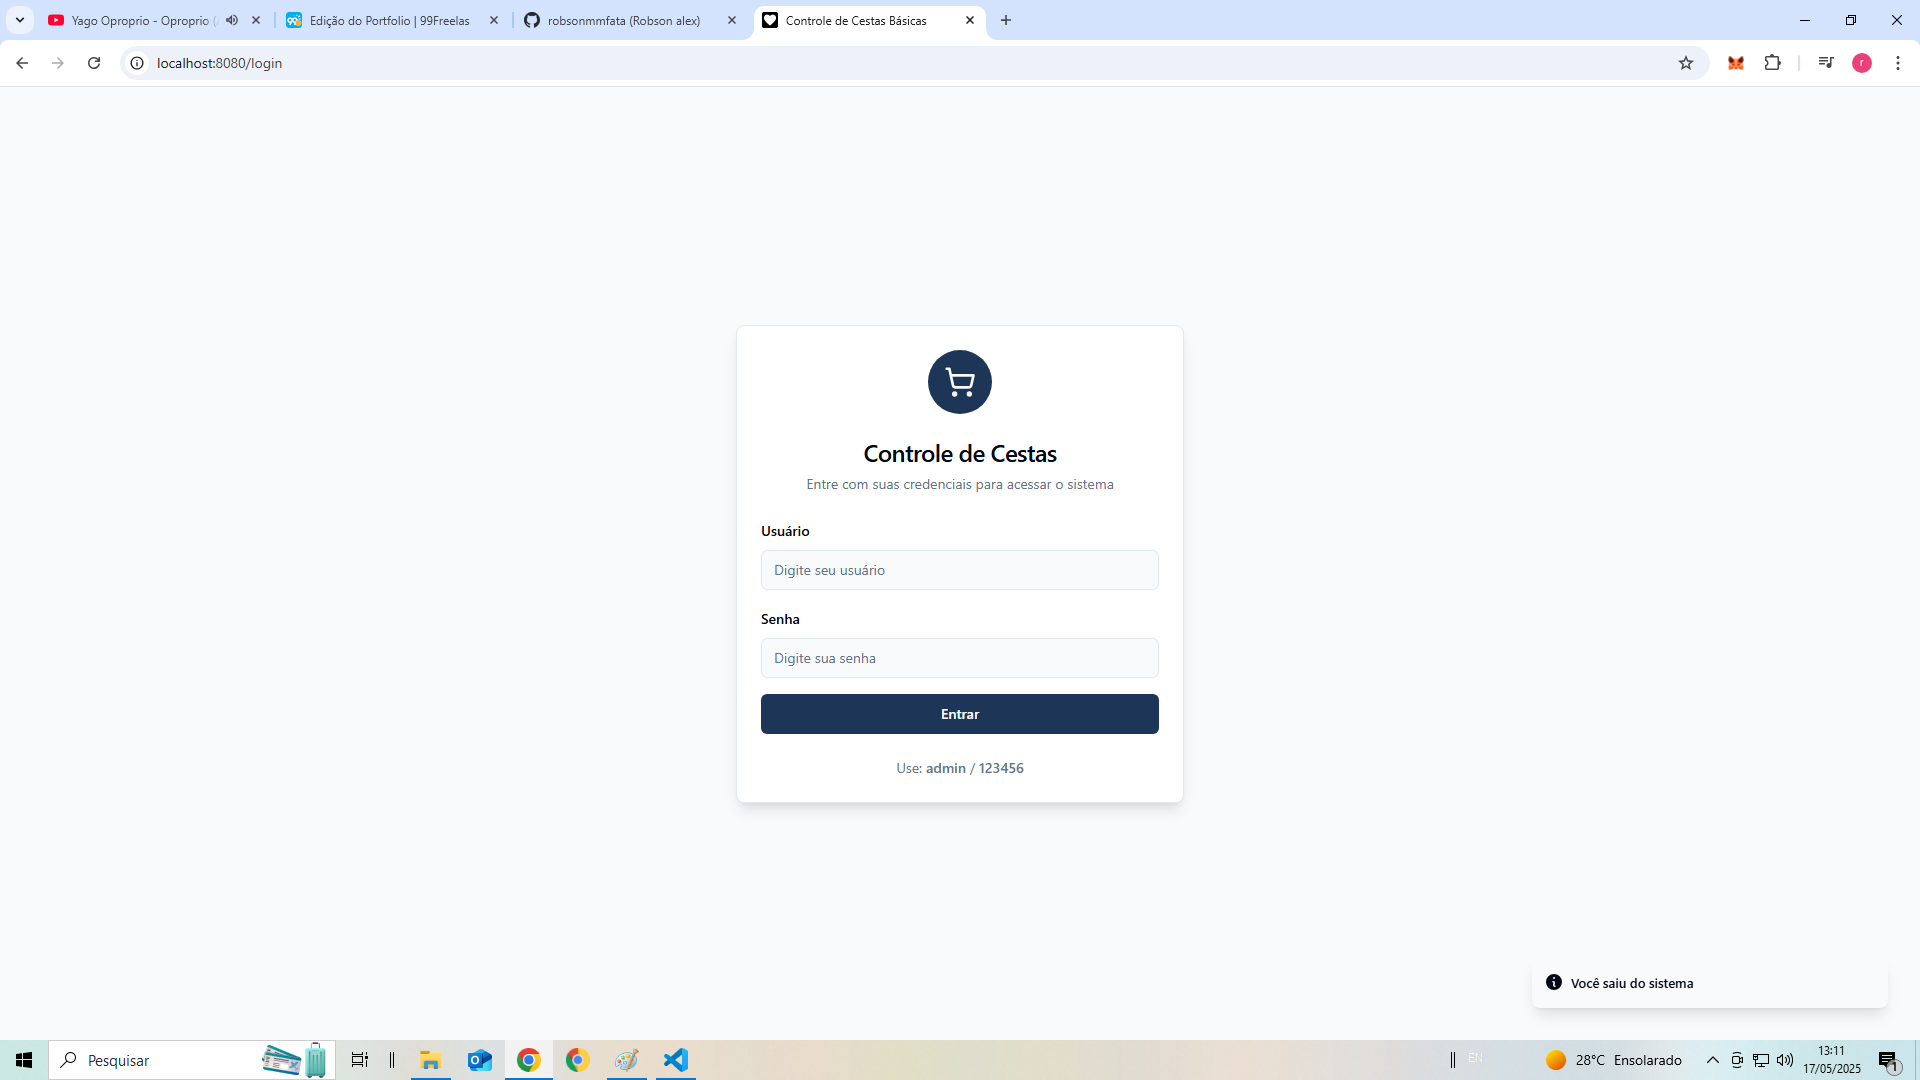 Yago Oproprio - Oproprio
Edição do Portfolio | 99Freelas
robsonmmfata (Robson alex)
Controle de Cestas Básicas
localhost:8080/login
r
Controle de Cestas
Entre com suas credenciais para acessar o sistema
Usuário
Digite seu usuário
Senha
Digite sua senha
Entrar
Use: admin / 123456
Você saiu do sistema
Pesquisar
EN
28°C Ensolarado
13:11
17/05/2025
1